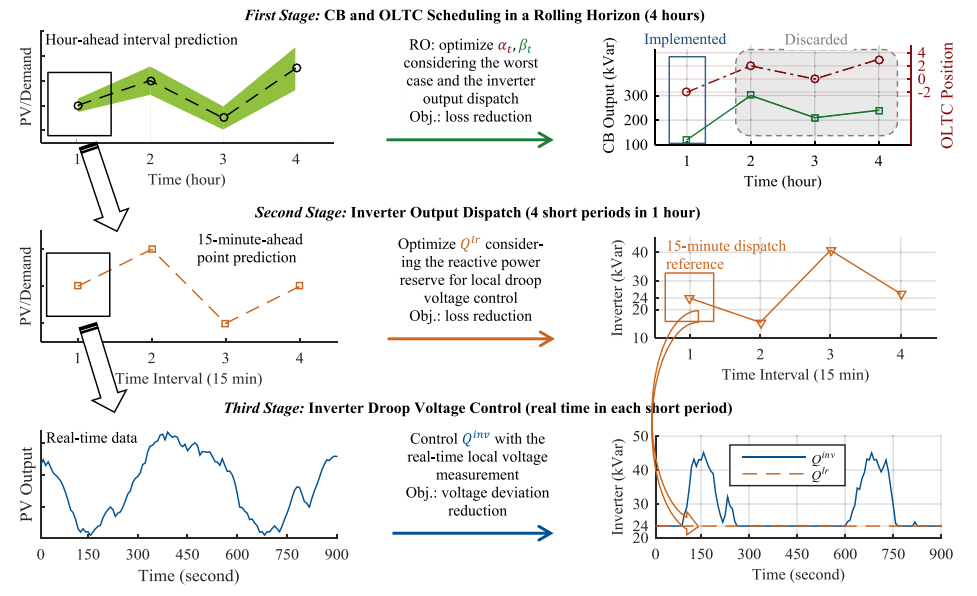 First Stage: CB and OLTC Scheduling in a Rolling Horizon (4 hours)
Hour-ahead interval prediction
PV/Demand
1 2 3 4
Time (hour)
RO: optimize αt, βt
considering the worst
case and the inverter
output dispatch
Obj.: loss reduction
Implemented
Discarded
CB Output (kVar)
300
200
100
4
2
0
-2
OLTC Position
1 2 3 4
Time (hour)
Second Stage: Inverter Output Dispatch (4 short periods in 1 hour)
15-minute-ahead
point prediction
PV/Demand
1 2 3 4
Time Interval (15 min)
Optimize Q^lr consider-
ing the reactive power
reserve for local droop
voltage control
Obj.: loss reduction
15-minute dispatch
reference
Inverter (kVar)
40
30
24
20
10
1 2 3 4
Time Interval (15 min)
Third Stage: Inverter Droop Voltage Control (real time in each short period)
Real-time data
PV Output
0 150 300 450 600 750 900
Time (second)
Control Q^inv with the
real-time local voltage
measurement
Obj.: voltage deviation
reduction
Inverter (kVar)
50
40
30
24
20
Q^inv
Q^lr
0 150 300 450 600 750 900
Time (second)